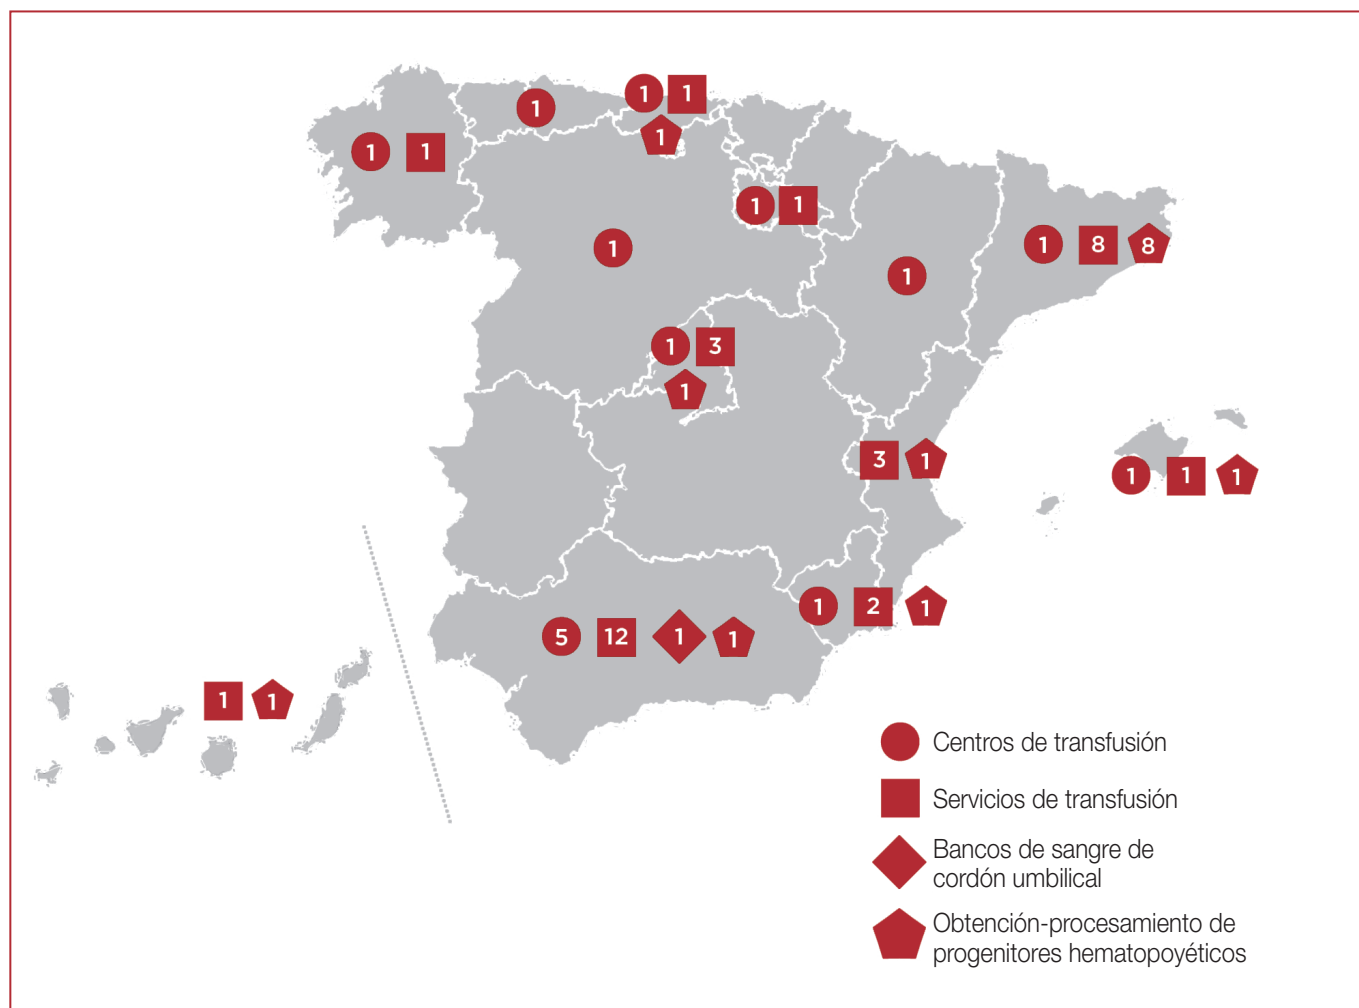 1 1
1
1
1 1
1
1 1
1
1 8 8
1
1 3
1
3 1
1 1 1
1 2 1
5 12 1 1
1 1
Centros de transfusión
Servicios de transfusión
Bancos de sangre de
cordón umbilical
Obtención-procesamiento de
progenitores hematopoyéticos